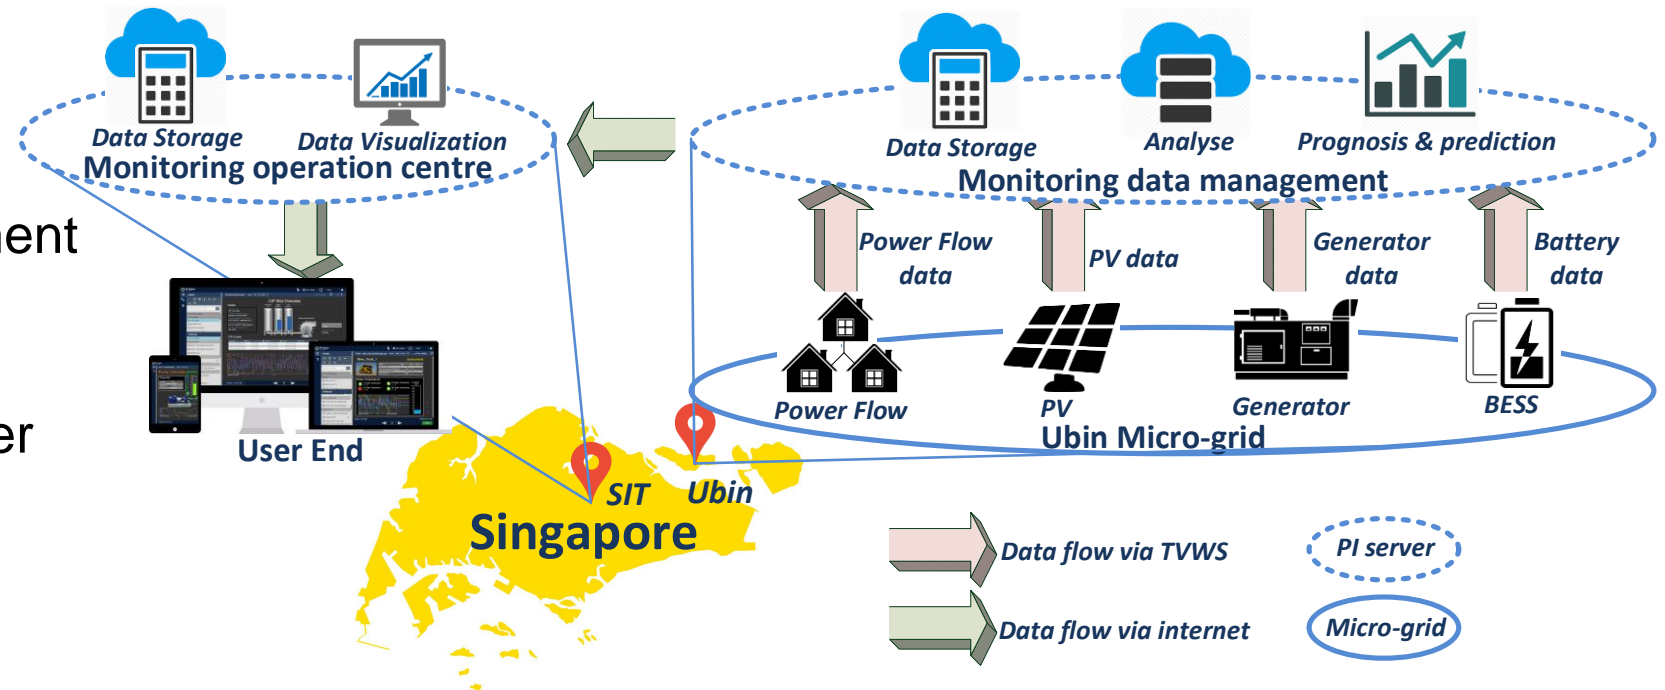 Data Storage
Data Visualization
Monitoring operation centre
Data Storage
Analyse
Prognosis & prediction
Monitoring data management
Power Flow
data
PV data
Generator
data
Battery
data
ment
er
User End
Power Flow
PV
Generator
BESS
Ubin Micro-grid
SIT
Ubin
Singapore
Data flow via TVWS
PI server
Data flow via internet
Micro-grid